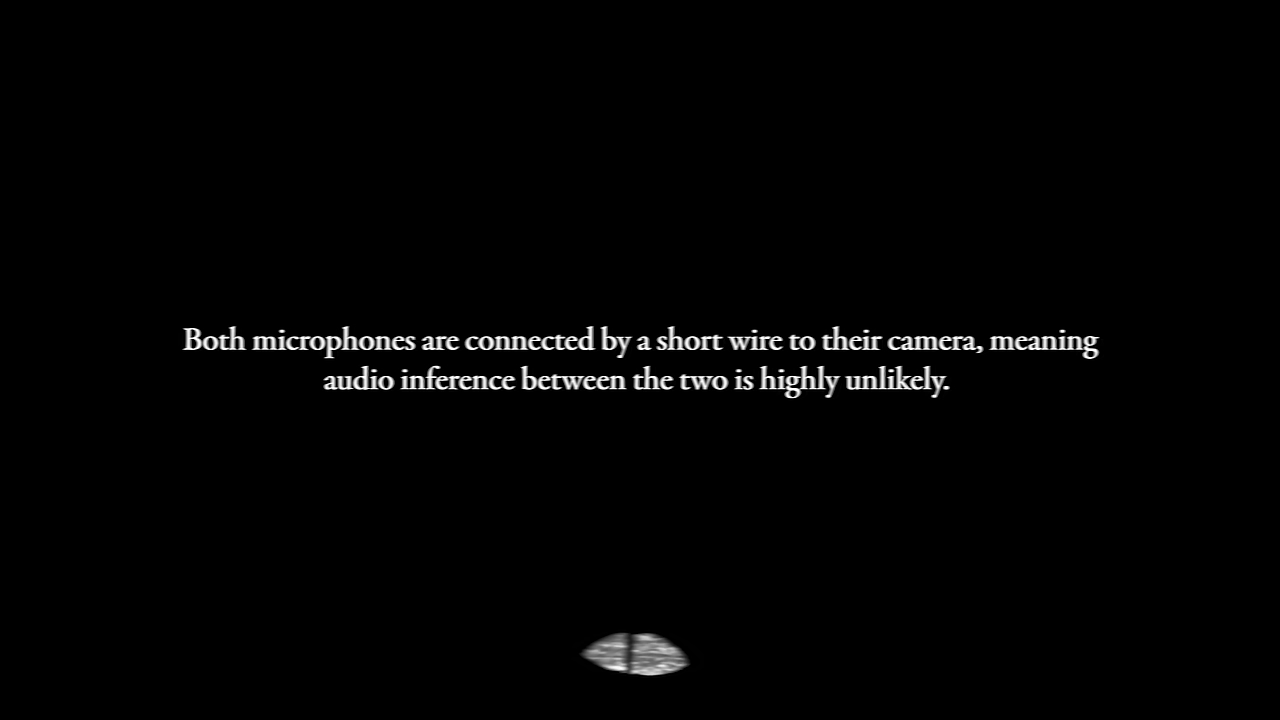 Both microphones are connected by a short wire to their camera, meaning
audio inference between the two is highly unlikely.